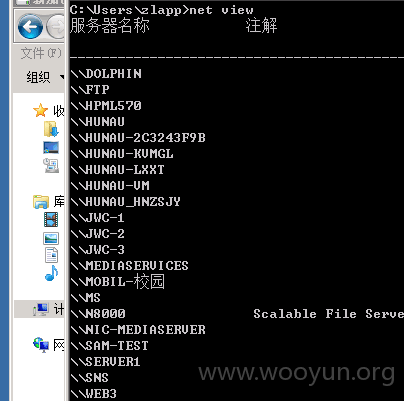 C:\Users\zlapp>net view
服务器名称 注解
文件(F)
组织
-------------------------------------------
\\DOLPHIN
\\FTP
\\HPML570
\\HUNAU
\\HUNAU-2C3243F9B
\\HUNAU-KVMGL
\\HUNAU-LXXT
\\HUNAU-VM
\\HUNAU_HNZSJY
\\JWC-1
\\JWC-2
\\JWC-3
\\MEDIASERVICES
\\MOBIL-校园
\\MS
\\N8000 Scalable File Serve
\\NIC-MEDIASERVER
\\SAM-TEST
\\SERVER1
\\SNS
\\WEB3
收
库
计
网
www.wooyun.org